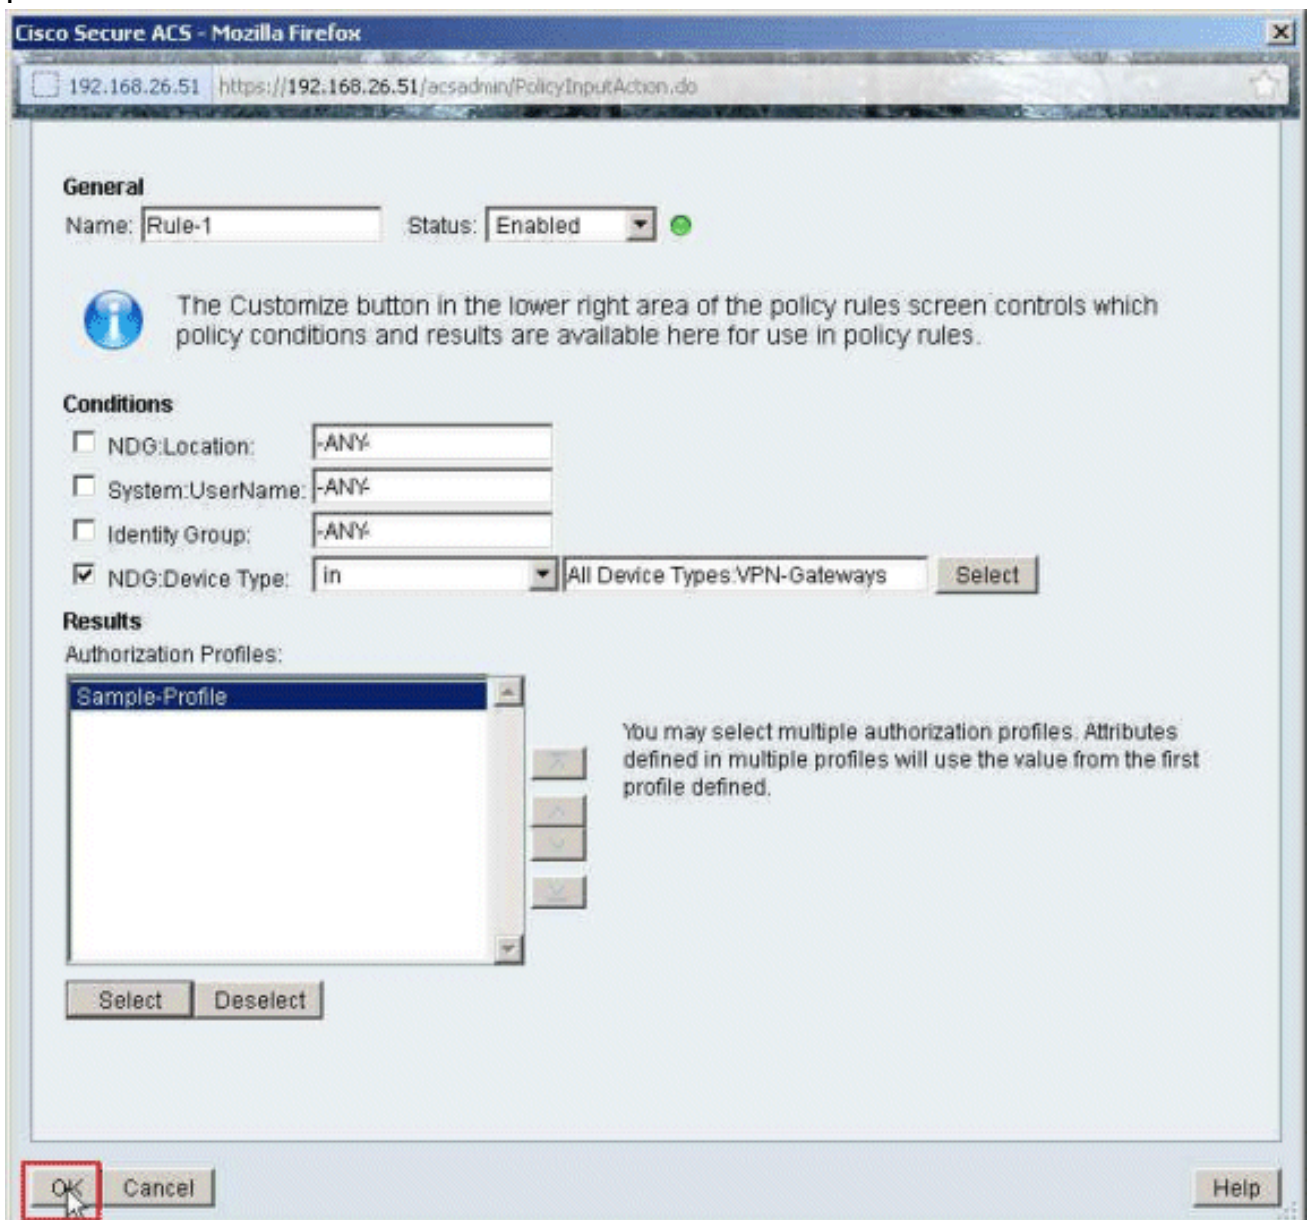 Cisco Secure ACS - Mozilla Firefox
192.168.26.51 https://192.168.26.51/acsadmin/PolicyInputAction.do
General
Name: Rule-1 Status: Enabled
The Customize button in the lower right area of the policy rules screen controls which
policy conditions and results are available here for use in policy rules.
Conditions
NDG:Location: -ANY-
System:UserName: -ANY-
Identity Group: -ANY-
NDG:Device Type: in All Device Types:VPN-Gateways Select
Results
Authorization Profiles:
Sample-Profile
You may select multiple authorization profiles. Attributes
defined in multiple profiles will use the value from the first
profile defined.
Select Deselect
OK Cancel Help